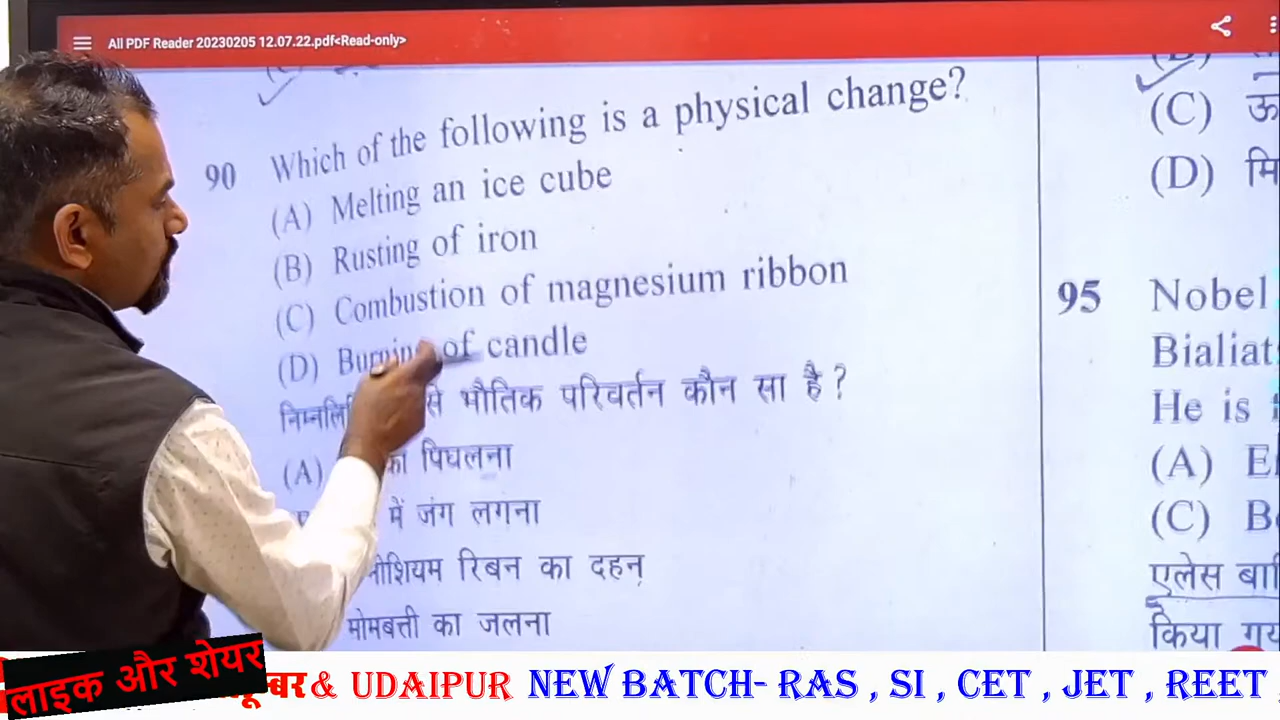 All PDF Reader 20230205 12.07.22.pdf<Read-only>
90 Which of the following is a physical change?
(A) Melting an ice cube
(B) Rusting of iron
(C) Combustion of magnesium ribbon
(D) Burning of candle
से भौतिक परिवर्तन कौन सा है?
(A) का पिघलना
में जंग लगना
रिबन का दहन
मोमबत्ती का जलना
(C)
(D)
95 Nobel
He is
(A)
(C)
एलेस
किया
लाइक और शेयर
& UDAIPUR NEW BATCH- RAS , SI , CET , JET , REET ,